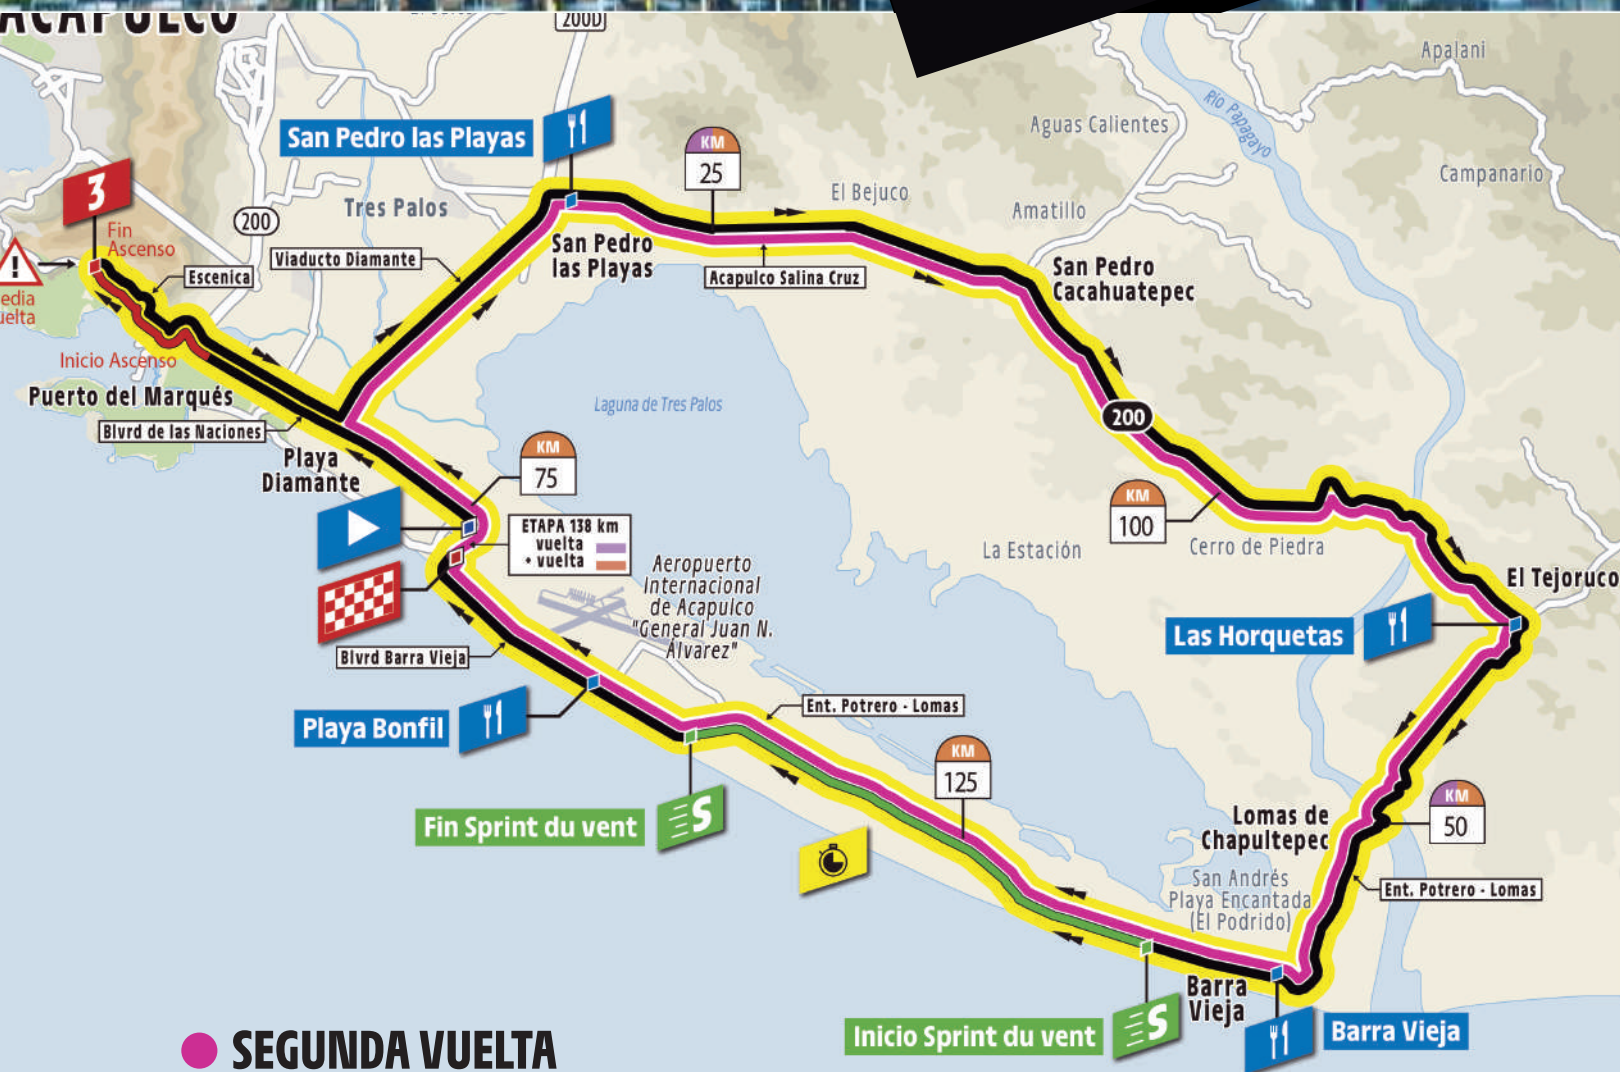 ACAPULCO
200D
Apalani
Río Papagayo
Aguas Calientes
San Pedro las Playas
KM
25
Campanario
3
El Bejuco
Tres Palos
200
Amatillo
Fin
Ascenso
San Pedro
las Playas
Viaducto Diamante
Acapulco Salina Cruz
San Pedro
Cacahuatepec
Escenica
!
Inicio Ascenso
Puerto del Marqués
Laguna de Tres Palos
200
Blvrd de las Naciones
Playa
Diamante
KM
75
KM
100
ETAPA 138 km
vuelta
+ vuelta
Cerro de Piedra
La Estación
El Tejoruco
Aeropuerto
Internacional
de Acapulco
"General Juan N.
Álvarez"
Las Horquetas
Blvrd Barra Vieja
Ent. Potrero - Lomas
Playa Bonfil
KM
125
KM
50
Lomas de
Chapultepec
Fin Sprint du vent
S
San Andrés
Playa Encantada
(El Podrido)
Ent. Potrero - Lomas
Barra
Vieja
Inicio Sprint du vent
S
Barra Vieja
SEGUNDA VUELTA